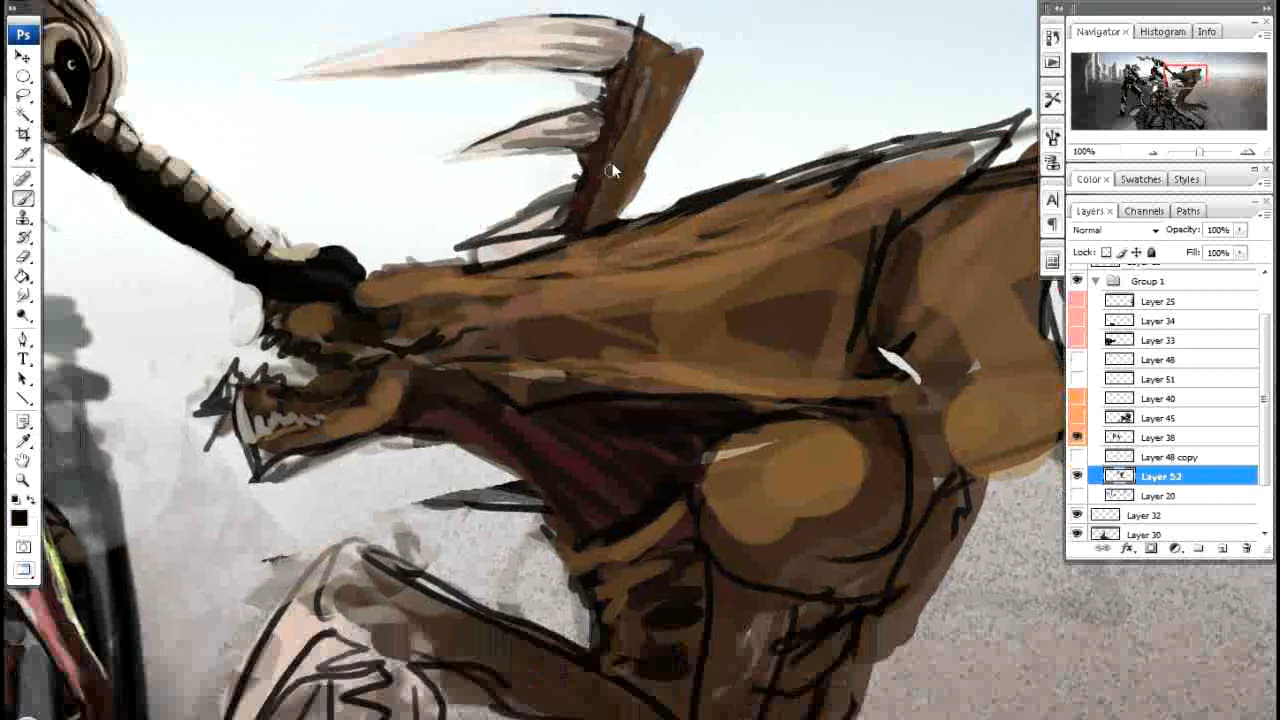 Ps
T
Navigator × Histogram Info
100%
Color × Swatches Styles
A
Layers × Channels Paths
Normal Opacity: 100%
Lock: Fill: 100%
Group 1
Layer 25
Layer 34
Layer 33
Layer 48
Layer 51
Layer 40
Layer 45
Layer 38
Layer 48 copy
Layer 52
Layer 20
Layer 32
Layer 30
fx